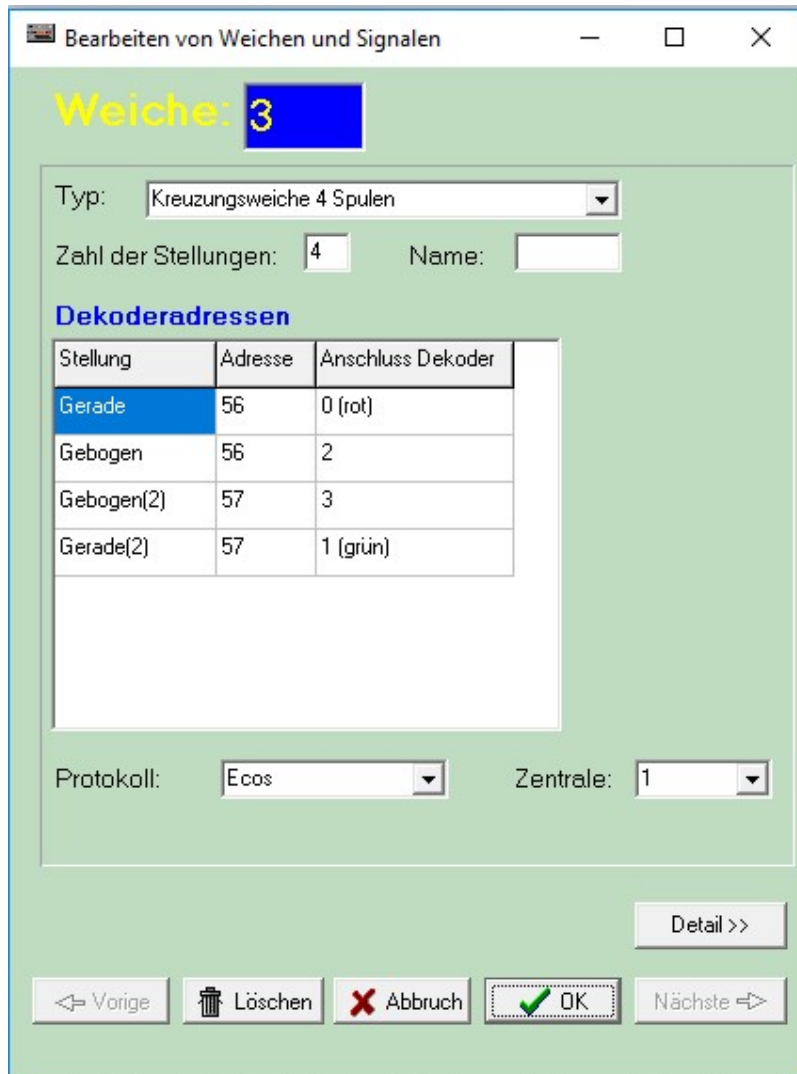 Bearbeiten von Weichen und Signalen
Weiche: 3
Typ: Kreuzungsweiche 4 Spulen
Zahl der Stellungen: 4 Name:
Dekoderadressen
Stellung Adresse Anschluss Dekoder
Gerade 56 0 (rot)
Gebogen 56 2
Gebogen(2) 57 3
Gerade(2) 57 1 (grün)
Protokoll: Ecos Zentrale: 1
Detail >>
Vorige Löschen Abbruch OK Nächste